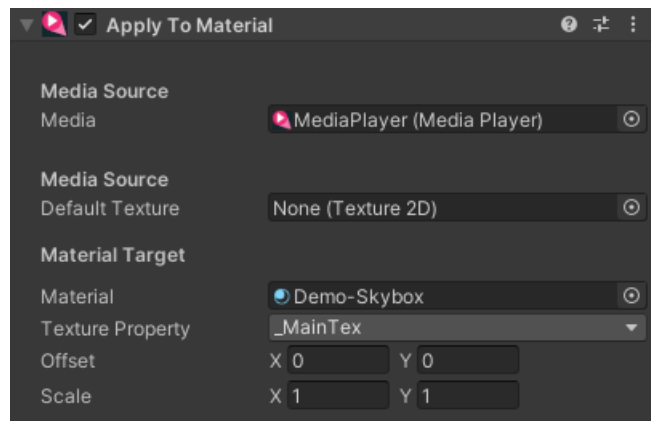 Apply To Material
Media Source
Media MediaPlayer (Media Player)
Media Source
Default Texture None (Texture 2D)
Material Target
Material Demo-Skybox
Texture Property _MainTex
Offset X 0 Y 0
Scale X 1 Y 1